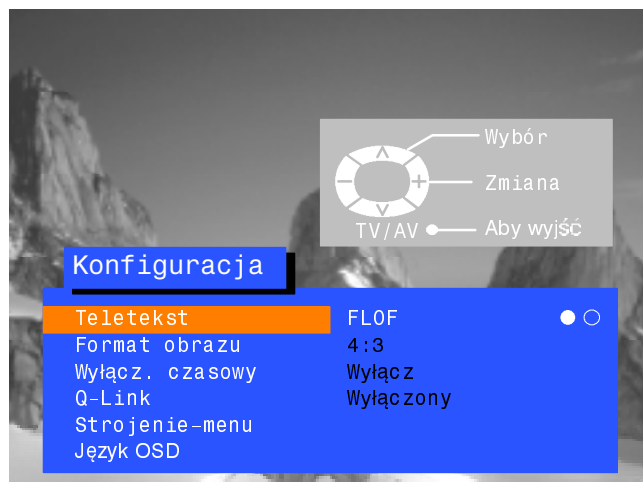 Wybór
Zmiana
TV/AV Aby wyjść
Konfiguracja
Teletekst FLOF
Format obrazu 4:3
Wyłącz. czasowy Wyłącz
Q-Link Wyłączony
Strojenie-menu
Język OSD